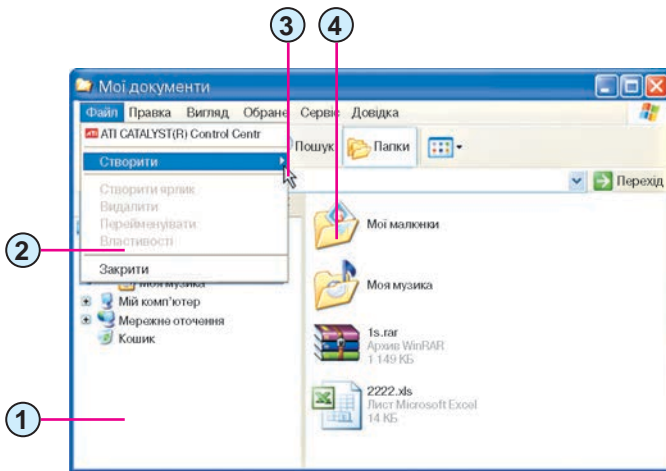 3 4
Мої документи
Файл Правка Вигляд Обране Сервіс Довідка
ATI CATALYST(R) Control Centr
Пошук Папки
Створити
Перехід
Створити ярлик
Видалити
Перейменувати
Властивості
Закрити
Моя музика
Мій комп'ютер
Мережне оточення
Кошик
Мої малюнки
Моя музика
1s.rar
Архив WinRAR
1 149 КБ
2222.xls
Лист Microsoft Excel
14 КБ
2
1